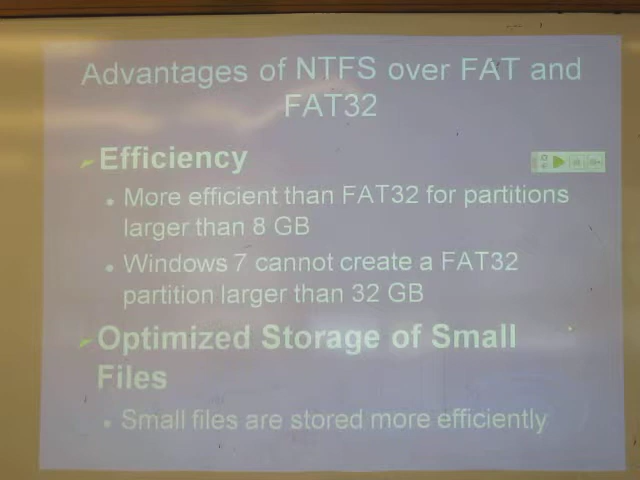 Advantages of NTFS over FAT and
FAT32
Efficiency
• More efficient than FAT32 for partitions
larger than 8 GB
• Windows 7 cannot create a FAT32
partition larger than 32 GB
Optimized Storage of Small
Files
• Small files are stored more efficiently